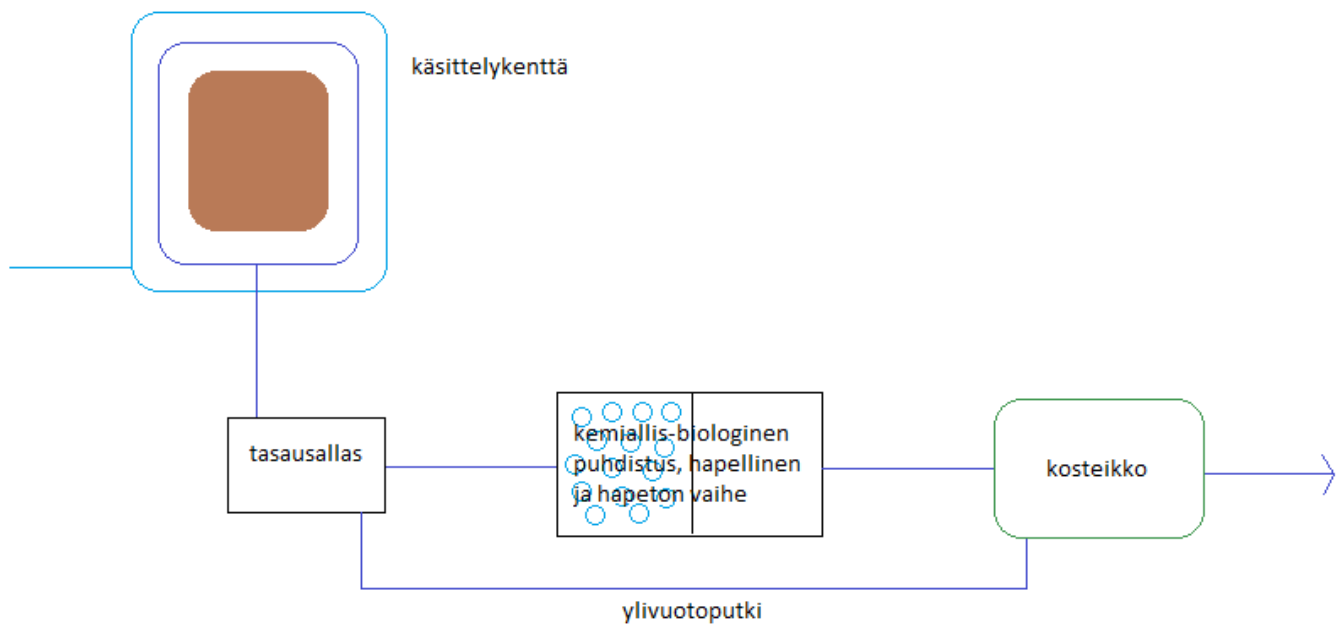 käsittelykenttä
tasausallas
kemiallis-biologinen
puhdistus, hapellinen
ja hapeton vaihe
kosteikko
ylivuotoputki